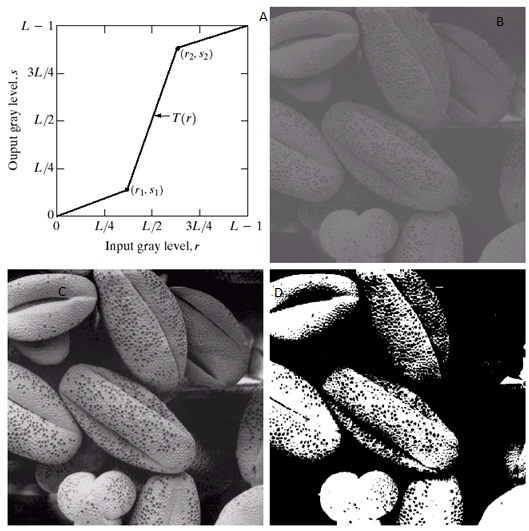 A
B
L − 1
(r2, s2)
3L/4
Ouput gray level, s
L/2
T(r)
L/4
(r1, s1)
0
0 L/4 L/2 3L/4 L − 1
Input gray level, r
C
D